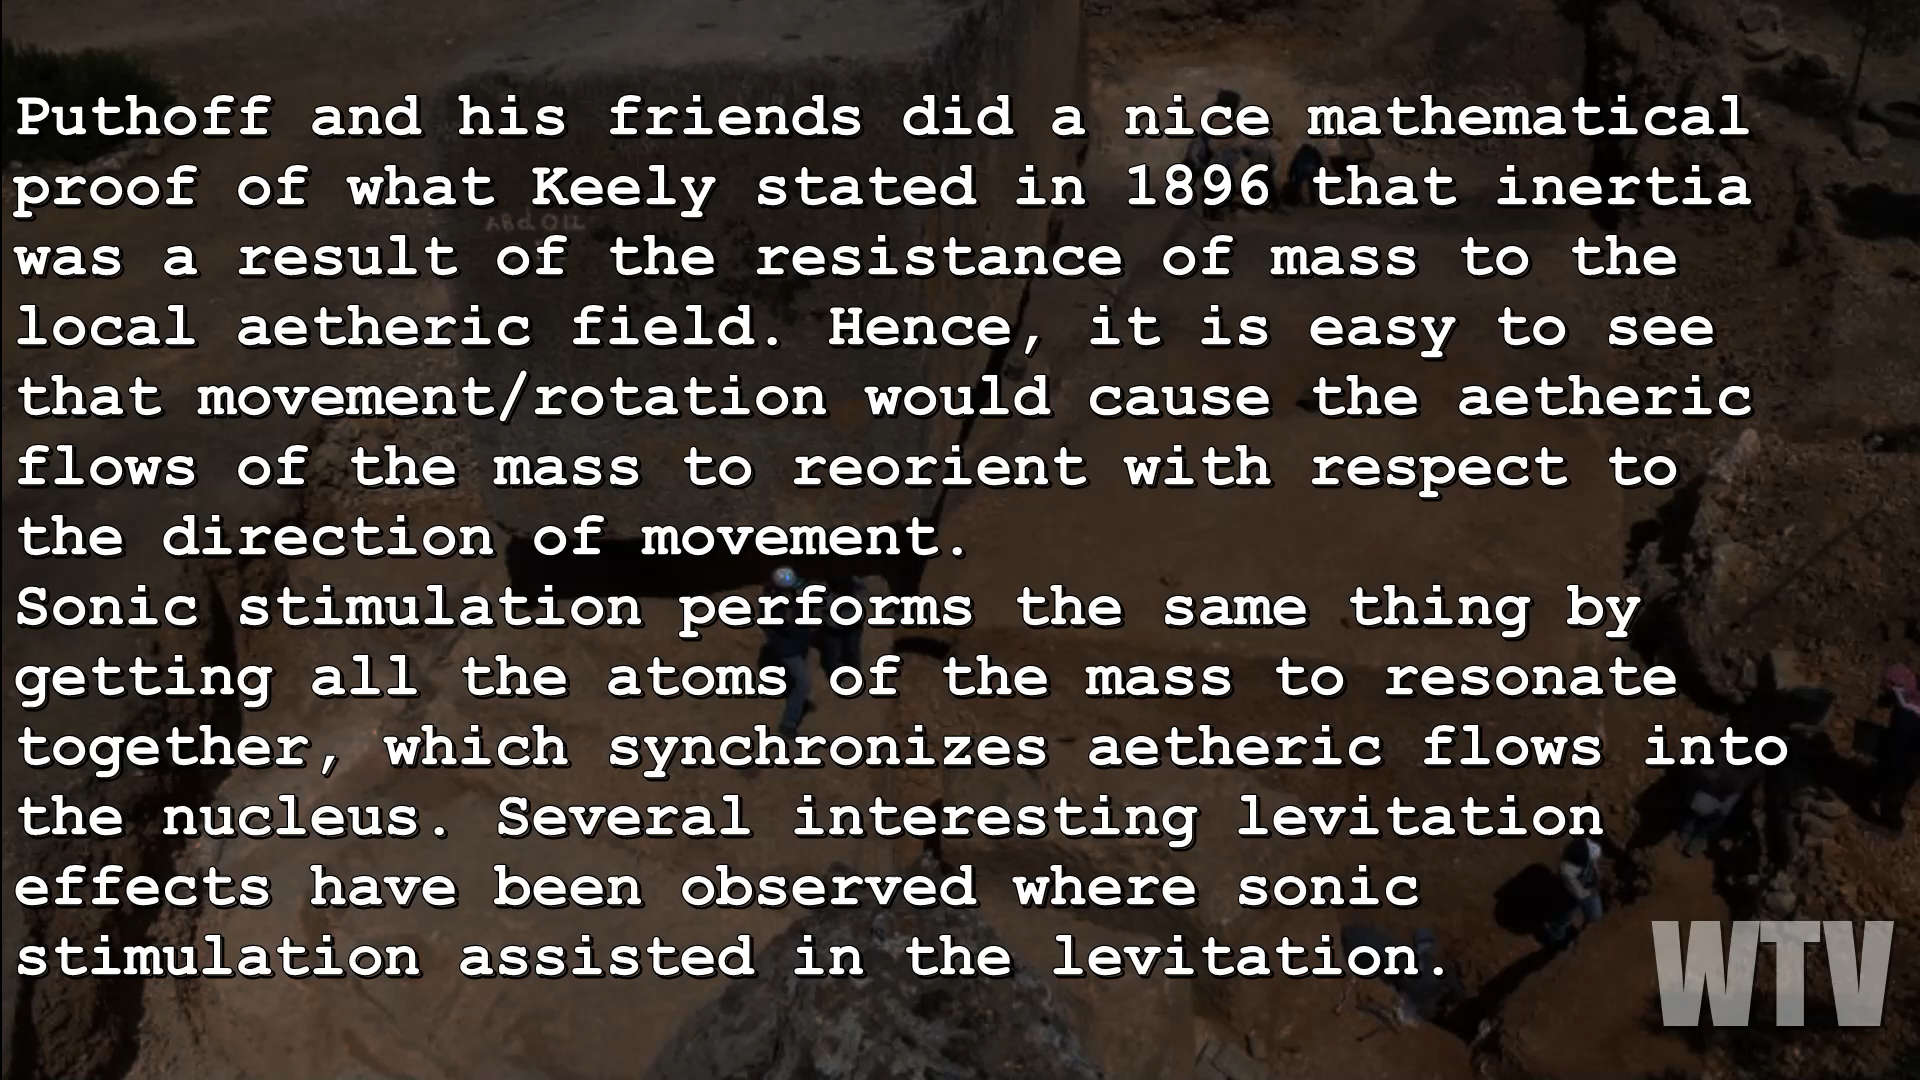 Puthoff and his friends did a nice mathematical
proof of what Keely stated in 1896 that inertia
was a result of the resistance of mass to the
local aetheric field. Hence, it is easy to see
that movement/rotation would cause the aetheric
flows of the mass to reorient with respect to
the direction of movement.
Sonic stimulation performs the same thing by
getting all the atoms of the mass to resonate
together, which synchronizes aetheric flows into
the nucleus. Several interesting levitation
effects have been observed where sonic
stimulation assisted in the levitation.
WTV